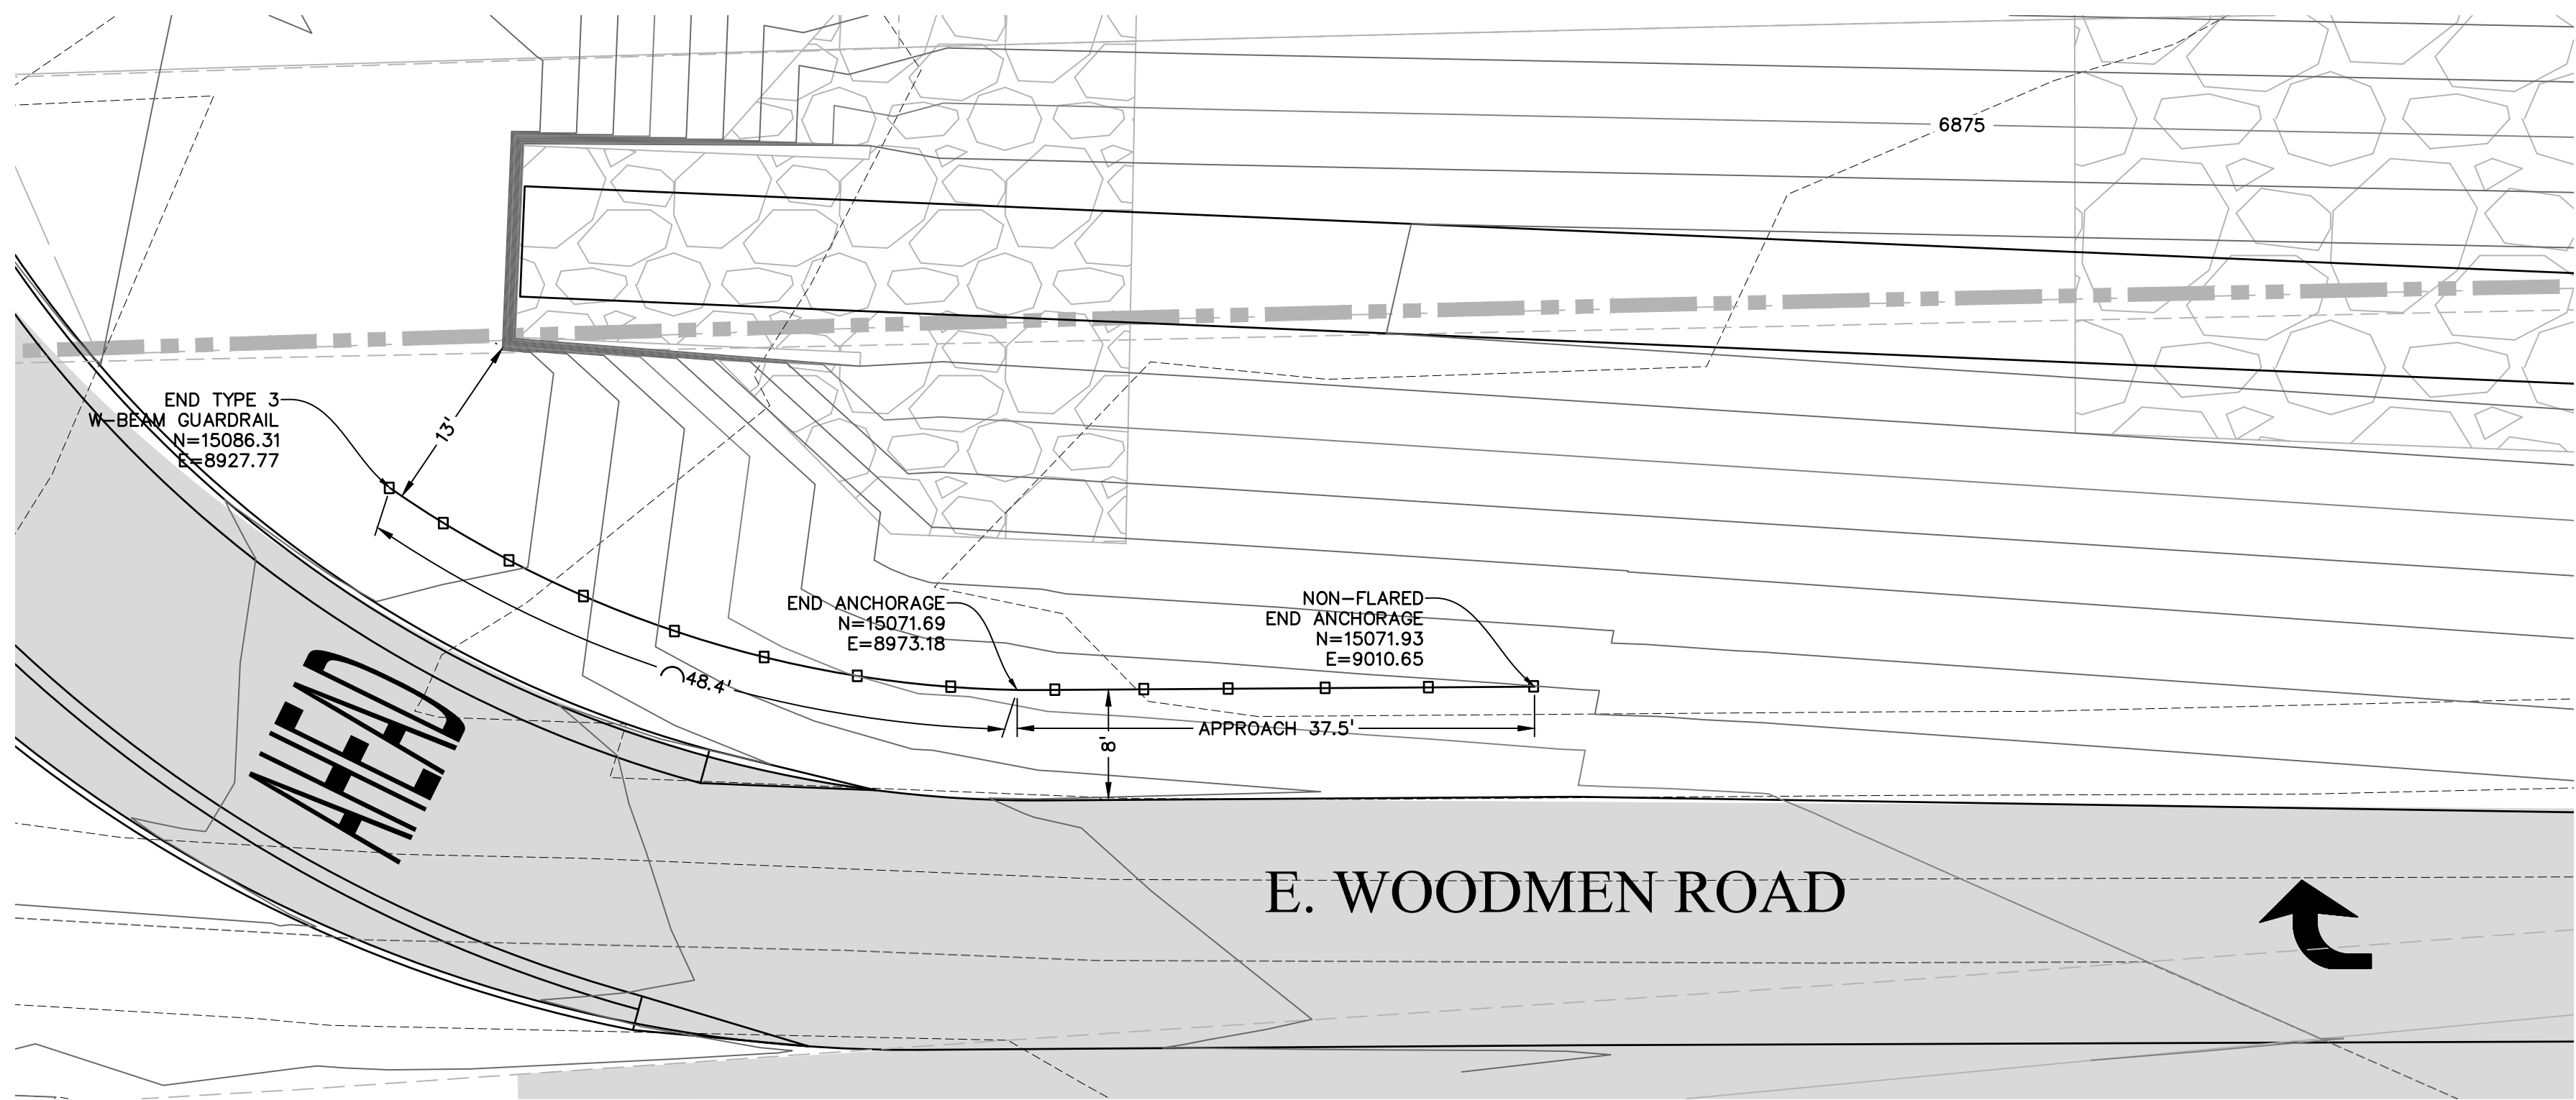 6875
END TYPE 3
W-BEAM GUARDRAIL
N=15086.31
E=8927.77
13'
END ANCHORAGE
N=15071.69
E=8973.18
NON-FLARED
END ANCHORAGE
N=15071.93
E=9010.65
48.4'
APPROACH 37.5'
8'
AHEAD
E. WOODMEN ROAD